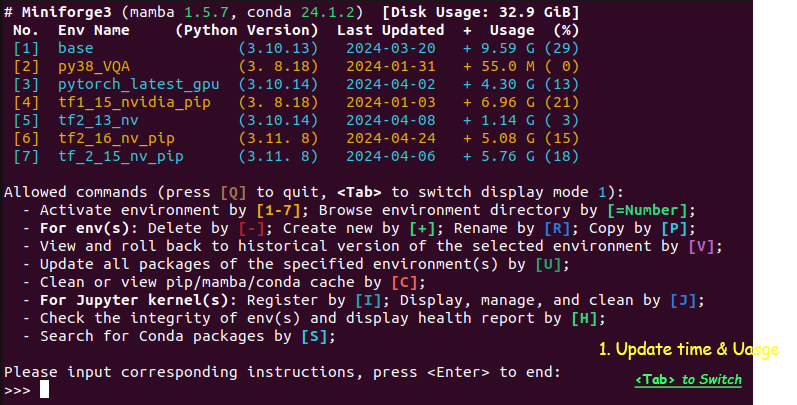 # Miniforge3 (mamba 1.5.7, conda 24.1.2)  [Disk Usage: 32.9 GiB]
No.  Env Name     (Python Version)  Last Updated  +  Usage  (%)
[1]  base              (3.10.13)   2024-03-20   + 9.59 G (29)
[2]  py38_VQA          (3. 8.18)   2024-01-31   + 55.0 M ( 0)
[3]  pytorch_latest_gpu  (3.10.14)   2024-04-02   + 4.30 G (13)
[4]  tf1_15_nvidia_pip   (3. 8.18)   2024-01-03   + 6.96 G (21)
[5]  tf2_13_nv         (3.10.14)   2024-04-08   + 1.14 G ( 3)
[6]  tf2_16_nv_pip     (3.11. 8)   2024-04-24   + 5.08 G (15)
[7]  tf_2_15_nv_pip    (3.11. 8)   2024-04-06   + 5.76 G (18)
Allowed commands (press [Q] to quit, <Tab> to switch display mode 1):
- Activate environment by [1-7]; Browse environment directory by [=Number];
- For env(s): Delete by [-]; Create new by [+]; Rename by [R]; Copy by [P];
- View and roll back to historical version of the selected environment by [V];
- Update all packages of the specified environment(s) by [U];
- Clean or view pip/mamba/conda cache by [C];
- For Jupyter kernel(s): Register by [I]; Display, manage, and clean by [J];
- Check the integrity of env(s) and display health report by [H];
- Search for Conda packages by [S];
1. Update time & Uasge
Please input corresponding instructions, press <Enter> to end:
<Tab> to Switch
>>>